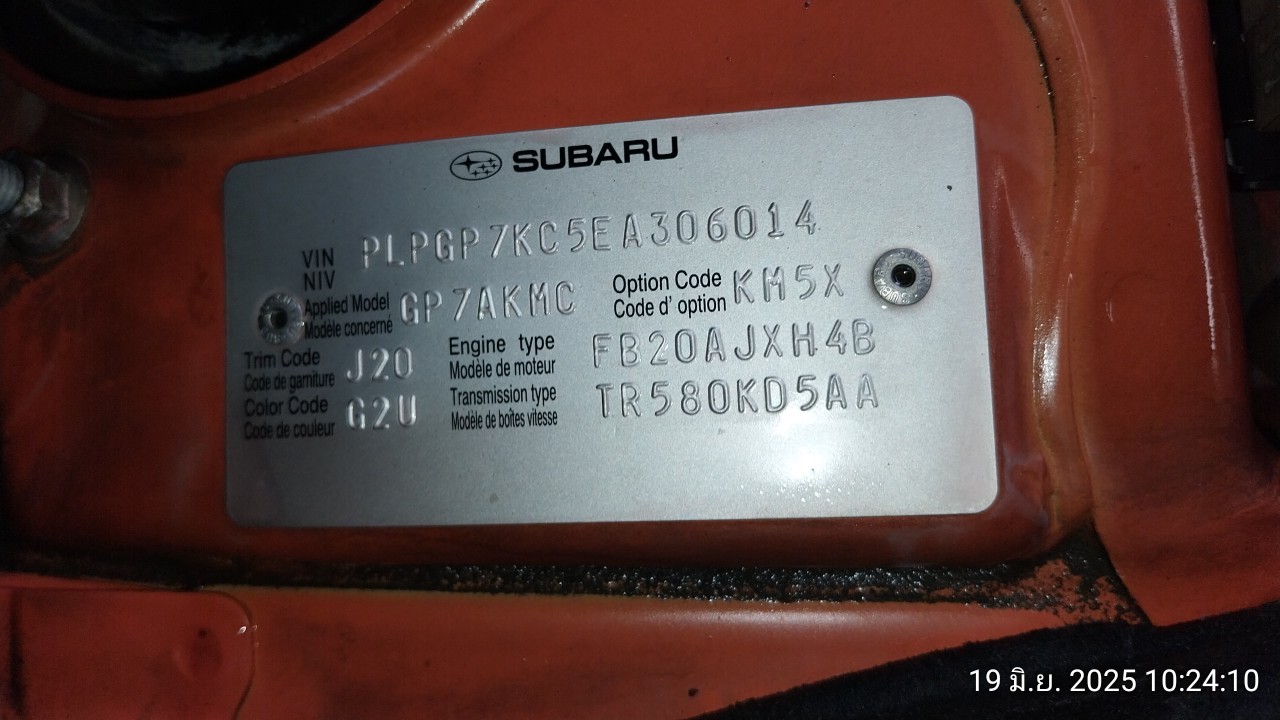 SUBARU
VIN
NIV PLPGP7KC5EA306014
Applied Model
Modèle concerné GP7AKMC
Option Code
Code d' option KM5X
Trim Code
Code de garniture J20
Engine type
Modèle de moteur FB20AJXH4B
Color Code
Code de couleur G2U
Transmission type
Modèle de boîtes vitesse TR580KD5AA
19 มิ.ย. 2025 10:24:10